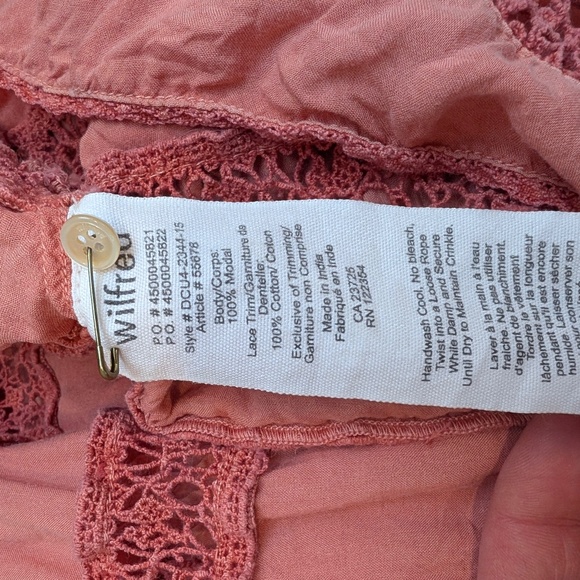 wilfred
P.O. # 4500045821
P.O. # 4500045822
Style # DCU4-2344-15
Article # 55678
Body/Corps:
100% Modal
Lace Trim/Garniture de
Dentelle:
100% Cotton/ Coton
Exclusive of Trimming/
Garniture non Comprise
Made in India
Fabriqué en Inde
CA 23725
RN 122354
Handwash Cool, No bleach,
Twist into a Loose Rope
While Damp and Secure
Until Dry to Maintain Crinkle.
Laver à la main à l'eau
fraîche. Ne pas utiliser
d'agent de blanchiment
Tordre le vêtement
lâchement sur la longueur
pendant qu'il est encore
humide. Laisser sécher